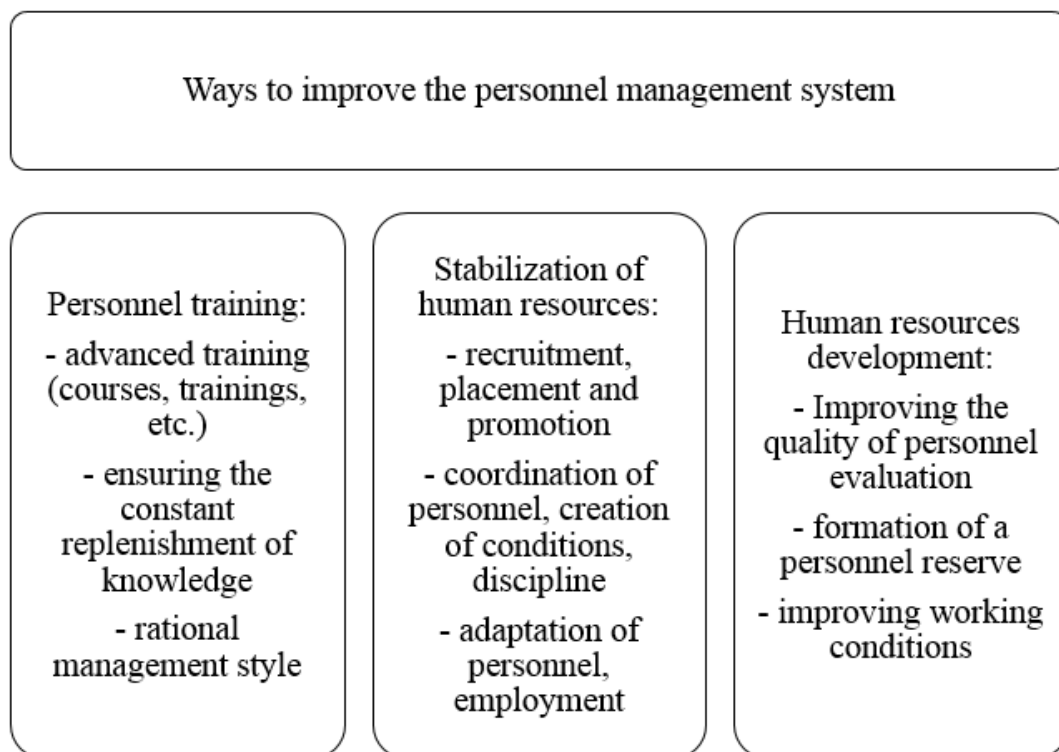 Ways to improve the personnel management system
Personnel training:
- advanced training
(courses, trainings,
etc.)
- ensuring the
constant
replenishment of
knowledge
- rational
management style
Stabilization of
human resources:
- recruitment,
placement and
promotion
- coordination of
personnel, creation
of conditions,
discipline
- adaptation of
personnel,
employment
Human resources
development:
- Improving the
quality of personnel
evaluation
- formation of a
personnel reserve
- improving working
conditions